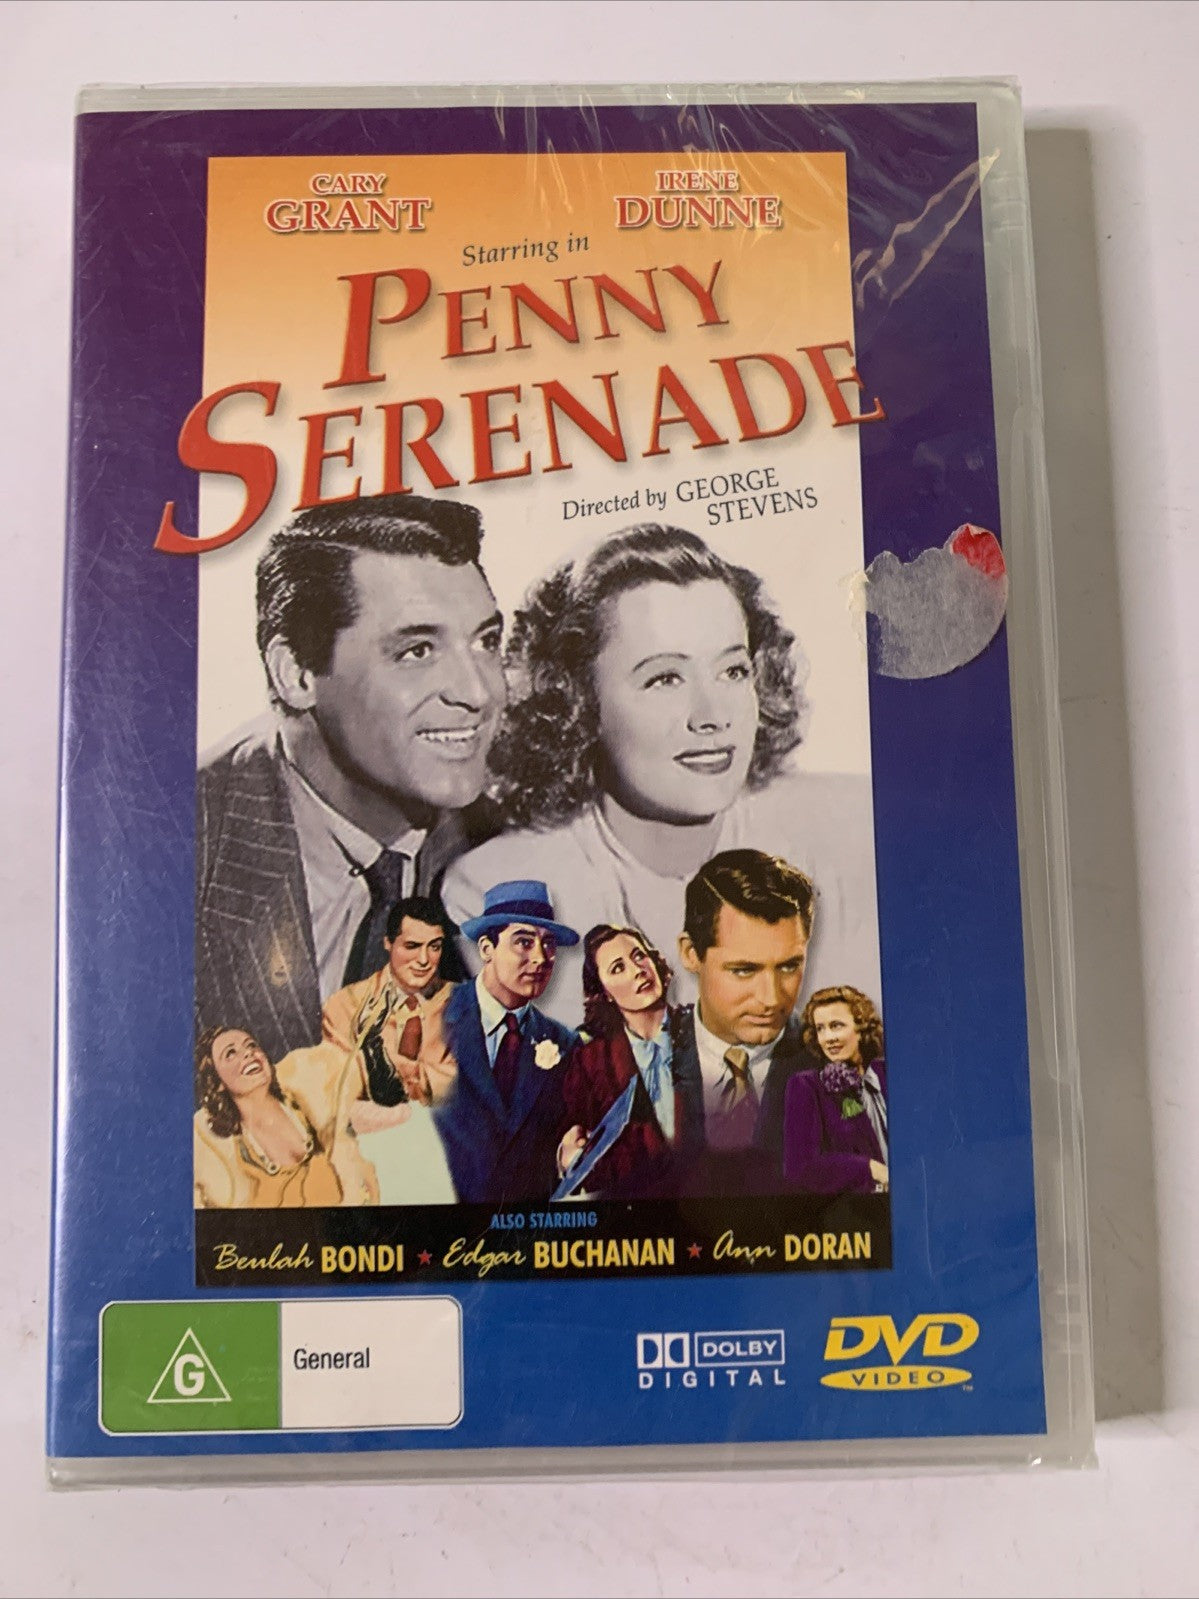 CARY
GRANT
IRENE
DUNNE
Starring in
PENNY
SERENADE
Directed by GEORGE
STEVENS
ALSO STARRING
Beulah BONDI ★ Edgar BUCHANAN ★ Ann DORAN
G
General
DOLBY
DIGITAL
DVD
VIDEO
TM